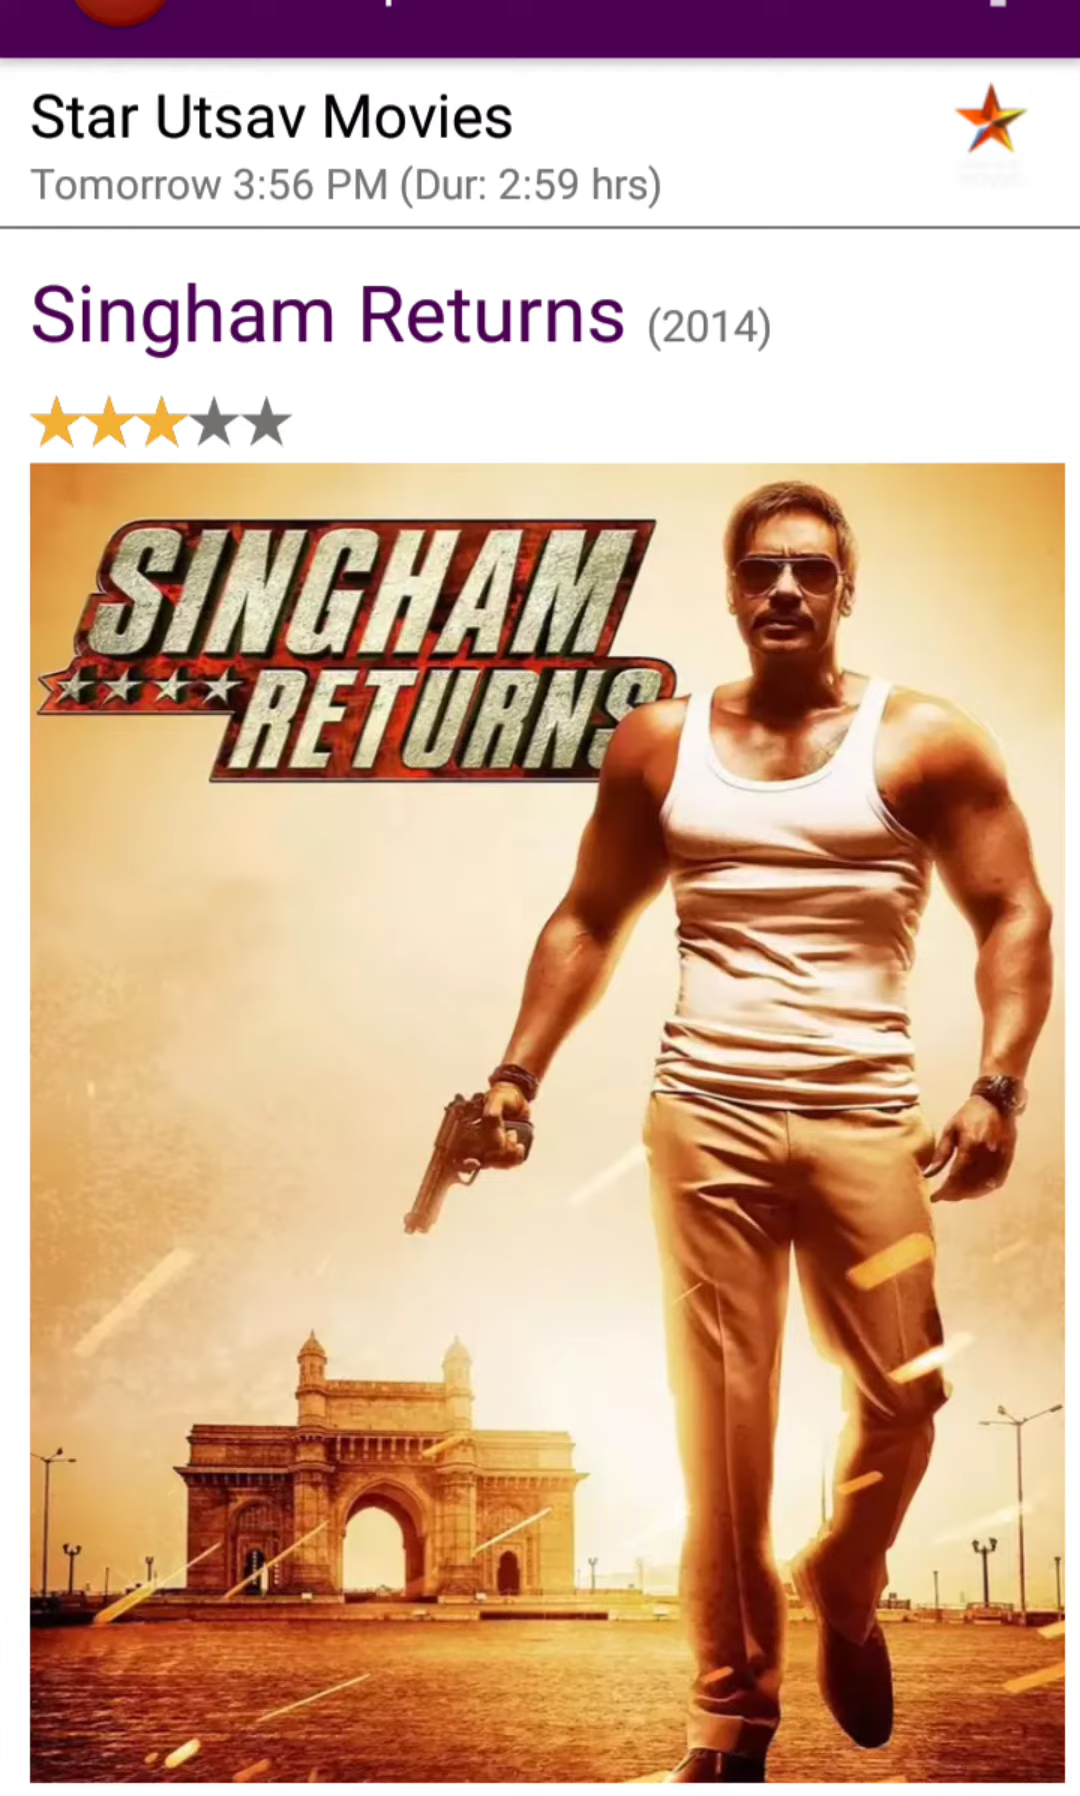 Star Utsav Movies
Tomorrow 3:56 PM (Dur: 2:59 hrs)
Singham Returns (2014)
SINGHAM
RETURNS